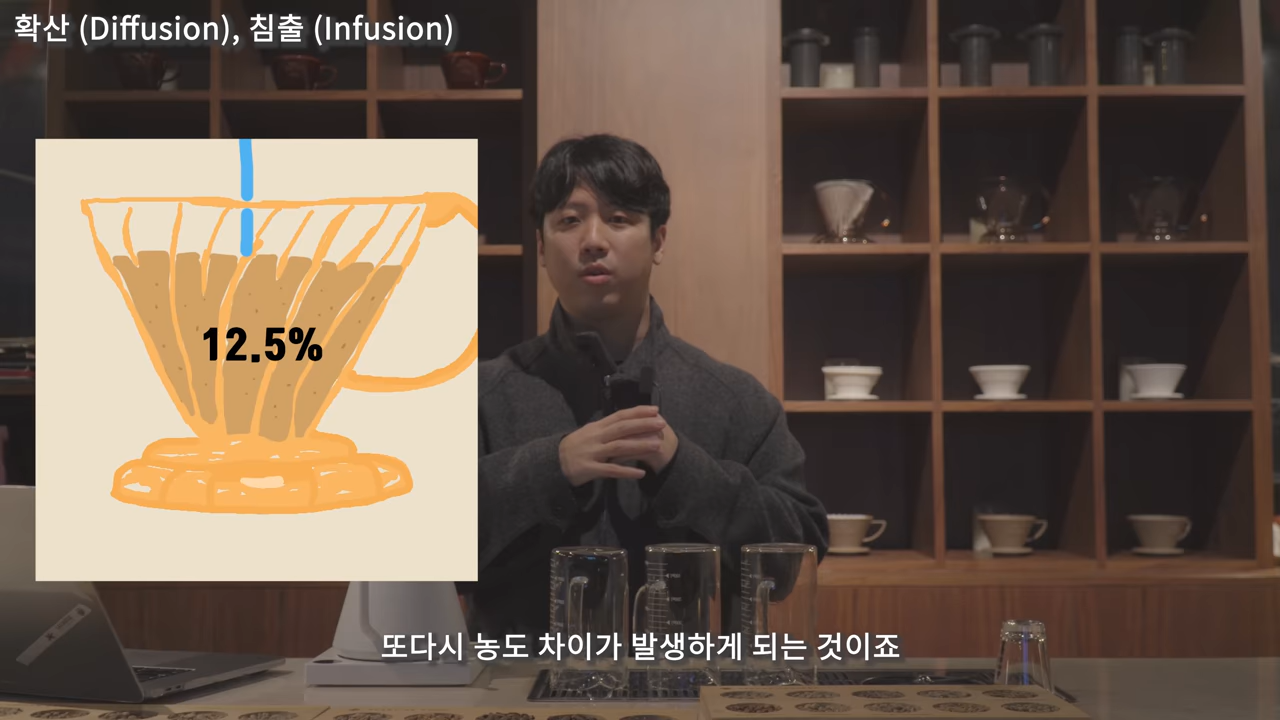 확산 (Diffusion), 침출 (Infusion)
12.5%
또다시 농도 차이가 발생하게 되는 것이죠